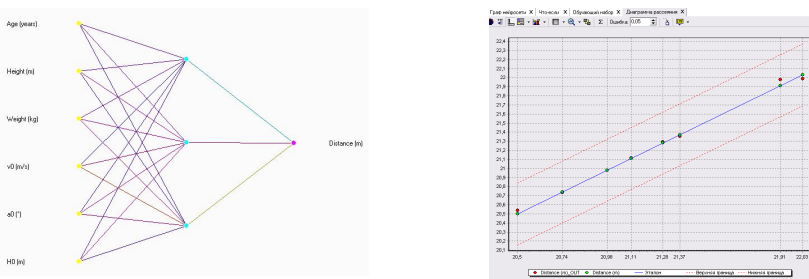 Age (years)
Height (m)
Weight (kg)
v0 (m/s)
a0 (°)
H0 (m)
Distance (m)
Граф нейросети X Что-если X Обучающий набор X Диаграмма рассеяния X
Σ Ошибка: 0,05
22,4
22,3
22,2
22,1
22
21,9
21,8
21,7
21,6
21,5
21,4
21,3
21,2
21,1
21
20,9
20,8
20,7
20,6
20,5
20,4
20,3
20,2
20,1
20,5 20,74 20,98 21,11 21,28 21,37 21,91 22,03
Distance (m)_OUT Distance (m) Эталон Верхняя граница Нижняя граница